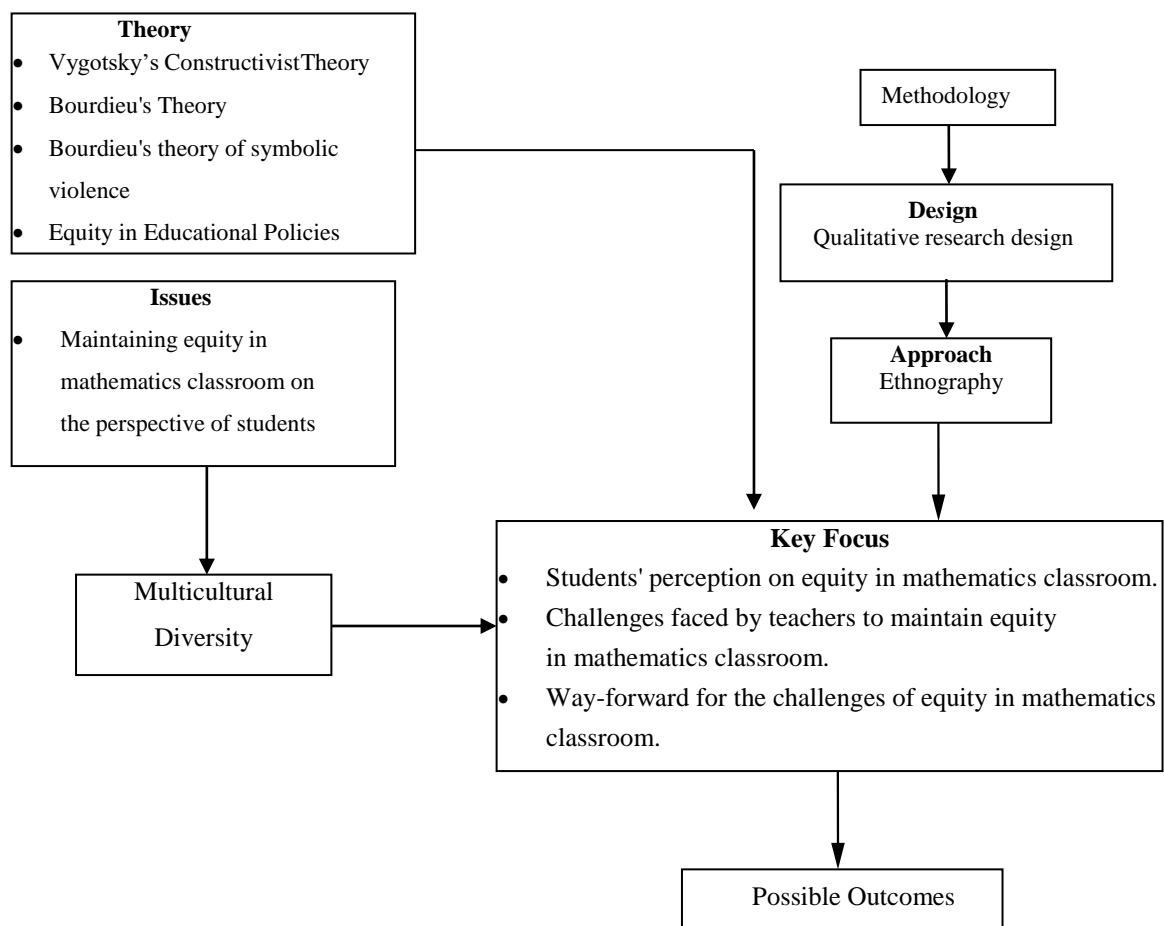 Theory
• Vygotsky’s ConstructivistTheory
• Bourdieu's Theory
• Bourdieu's theory of symbolic
violence
• Equity in Educational Policies
Issues
• Maintaining equity in
mathematics classroom on
the perspective of students
Multicultural
Diversity
Methodology
Design
Qualitative research design
Approach
Ethnography
Key Focus
• Students' perception on equity in mathematics classroom.
• Challenges faced by teachers to maintain equity
in mathematics classroom.
• Way-forward for the challenges of equity in mathematics
classroom.
Possible Outcomes